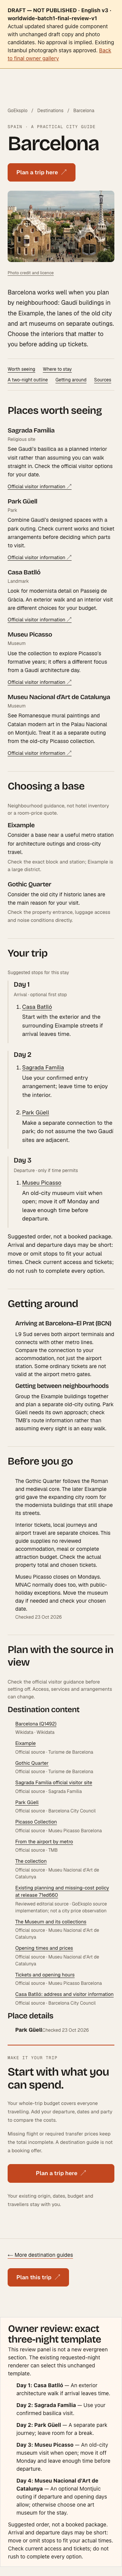 DRAFT — NOT PUBLISHED · English v3 ·
worldwide-batch1-final-review-v1
Actual updated shared guide component
with unchanged draft copy and photo
candidates. No approval is implied. Existing
Istanbul photograph stays approved. Back
to final owner gallery
GoEksplo / Destinations / Barcelona
SPAIN · A PRACTICAL CITY GUIDE
Barcelona
Plan a trip here ↗
Photo credit and licence
Barcelona works well when you plan
by neighbourhood: Gaudí buildings in
the Eixample, the lanes of the old city
and art museums on separate outings.
Choose the interiors that matter to
you before adding up tickets.
Worth seeing Where to stay
A two-night outline Getting around Sources
Places worth seeing
Sagrada Família
Religious site
See Gaudí's basilica as a planned interior
visit rather than assuming you can walk
straight in. Check the official visitor options
for your date.
Official visitor information ↗
Park Güell
Park
Combine Gaudí's designed spaces with a
park outing. Check current works and ticket
arrangements before deciding which parts
to visit.
Official visitor information ↗
Casa Batlló
Landmark
Look for modernista detail on Passeig de
Gràcia. An exterior walk and an interior visit
are different choices for your budget.
Official visitor information ↗
Museu Picasso
Museum
Use the collection to explore Picasso's
formative years; it offers a different focus
from a Gaudí architecture day.
Official visitor information ↗
Museu Nacional d'Art de Catalunya
Museum
See Romanesque mural paintings and
Catalan modern art in the Palau Nacional
on Montjuïc. Treat it as a separate outing
from the old-city Picasso collection.
Official visitor information ↗
Choosing a base
Neighbourhood guidance, not hotel inventory
or a room-price quote.
Eixample
Consider a base near a useful metro station
for architecture outings and cross-city
travel.
Check the exact block and station; Eixample is
a large district.
Gothic Quarter
Consider the old city if historic lanes are
the main reason for your visit.
Check the property entrance, luggage access
and noise conditions directly.
Your trip
Suggested stops for this stay
Day 1
Arrival · optional first stop
1. Casa Batlló
Start with the exterior and the
surrounding Eixample streets if
arrival leaves time.
Day 2
1. Sagrada Família
Use your confirmed entry
arrangement; leave time to enjoy
the interior.
2. Park Güell
Make a separate connection to the
park; do not assume the two Gaudí
sites are adjacent.
Day 3
Departure · only if time permits
1. Museu Picasso
An old-city museum visit when
open; move it off Monday and
leave enough time before
departure.
Suggested order, not a booked package.
Arrival and departure days may be short:
move or omit stops to fit your actual
times. Check current access and tickets;
do not rush to complete every option.
Getting around
Arriving at Barcelona–El Prat (BCN)
L9 Sud serves both airport terminals and
connects with other metro lines.
Compare the connection to your
accommodation, not just the airport
station. Some ordinary tickets are not
valid at the airport metro gates.
Getting between neighbourhoods
Group the Eixample buildings together
and plan a separate old-city outing. Park
Güell needs its own approach; check
TMB's route information rather than
assuming every sight is an easy walk.
Before you go
The Gothic Quarter follows the Roman
and medieval core. The later Eixample
grid gave the expanding city room for
the modernista buildings that still shape
its streets.
Interior tickets, local journeys and
airport travel are separate choices. This
guide supplies no reviewed
accommodation, meal or complete
attraction budget. Check the actual
property total and chosen tickets.
Museu Picasso closes on Mondays.
MNAC normally does too, with public-
holiday variations. Move the museum
day if needed and check your chosen
date.
Checked 23 Oct 2026
Plan with the source in
view
Check the official visitor guidance before
setting off. Access, services and arrangements
can change.
Destination content
Barcelona (Q1492)
Wikidata · Wikidata
Eixample
Official source · Turisme de Barcelona
Gothic Quarter
Official source · Turisme de Barcelona
Sagrada Família official visitor site
Official source · Sagrada Família
Park Güell
Official source · Barcelona City Council
Picasso Collection
Official source · Museu Picasso Barcelona
From the airport by metro
Official source · TMB
The collection
Official source · Museu Nacional d'Art de
Catalunya
Existing planning and missing-cost policy
at release 71ed660
Reviewed editorial source · GoEksplo source
implementation; not a city price observation
The Museum and its collections
Official source · Museu Nacional d'Art de
Catalunya
Opening times and prices
Official source · Museu Nacional d'Art de
Catalunya
Tickets and opening hours
Official source · Museu Picasso Barcelona
Casa Batlló: address and visitor information
Official source · Barcelona City Council
Place details
Park Güell Checked 23 Oct 2026
MAKE IT YOUR TRIP
Start with what you
can spend.
Your whole-trip budget covers everyone
travelling. Add your departure, dates and party
to compare the costs.
Missing flight or required transfer prices keep
the total incomplete. A destination guide is not
a booking offer.
Plan a trip here ↗
Your existing origin, dates, budget and
travellers stay with you.
← More destination guides
Plan this trip ↗
Owner review: exact
three-night template
This review panel is not a new evergreen
section. The existing requested-night
renderer can select this unchanged
template.
Day 1: Casa Batlló — An exterior
architecture walk if arrival leaves time.
Day 2: Sagrada Família — Use your
confirmed basilica visit.
Day 2: Park Güell — A separate park
journey; leave room for a break.
Day 3: Museu Picasso — An old-city
museum visit when open; move it off
Monday and leave enough time before
departure.
Day 4: Museu Nacional d'Art de
Catalunya — An optional Montjuïc
outing if departure and opening days
allow; otherwise choose one art
museum for the stay.
Suggested order, not a booked package.
Arrival and departure days may be short:
move or omit stops to fit your actual times.
Check current access and tickets; do not
rush to complete every option.